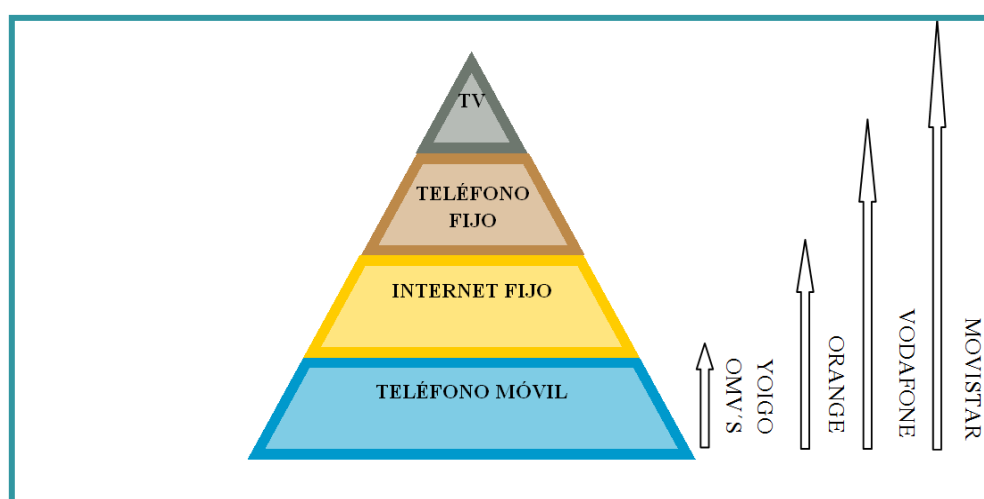 TV
TELÉFONO
FIJO
INTERNET FIJO
TELÉFONO MÓVIL
YOIGO
OMV´S
ORANGE
VODAFONE
MOVISTAR